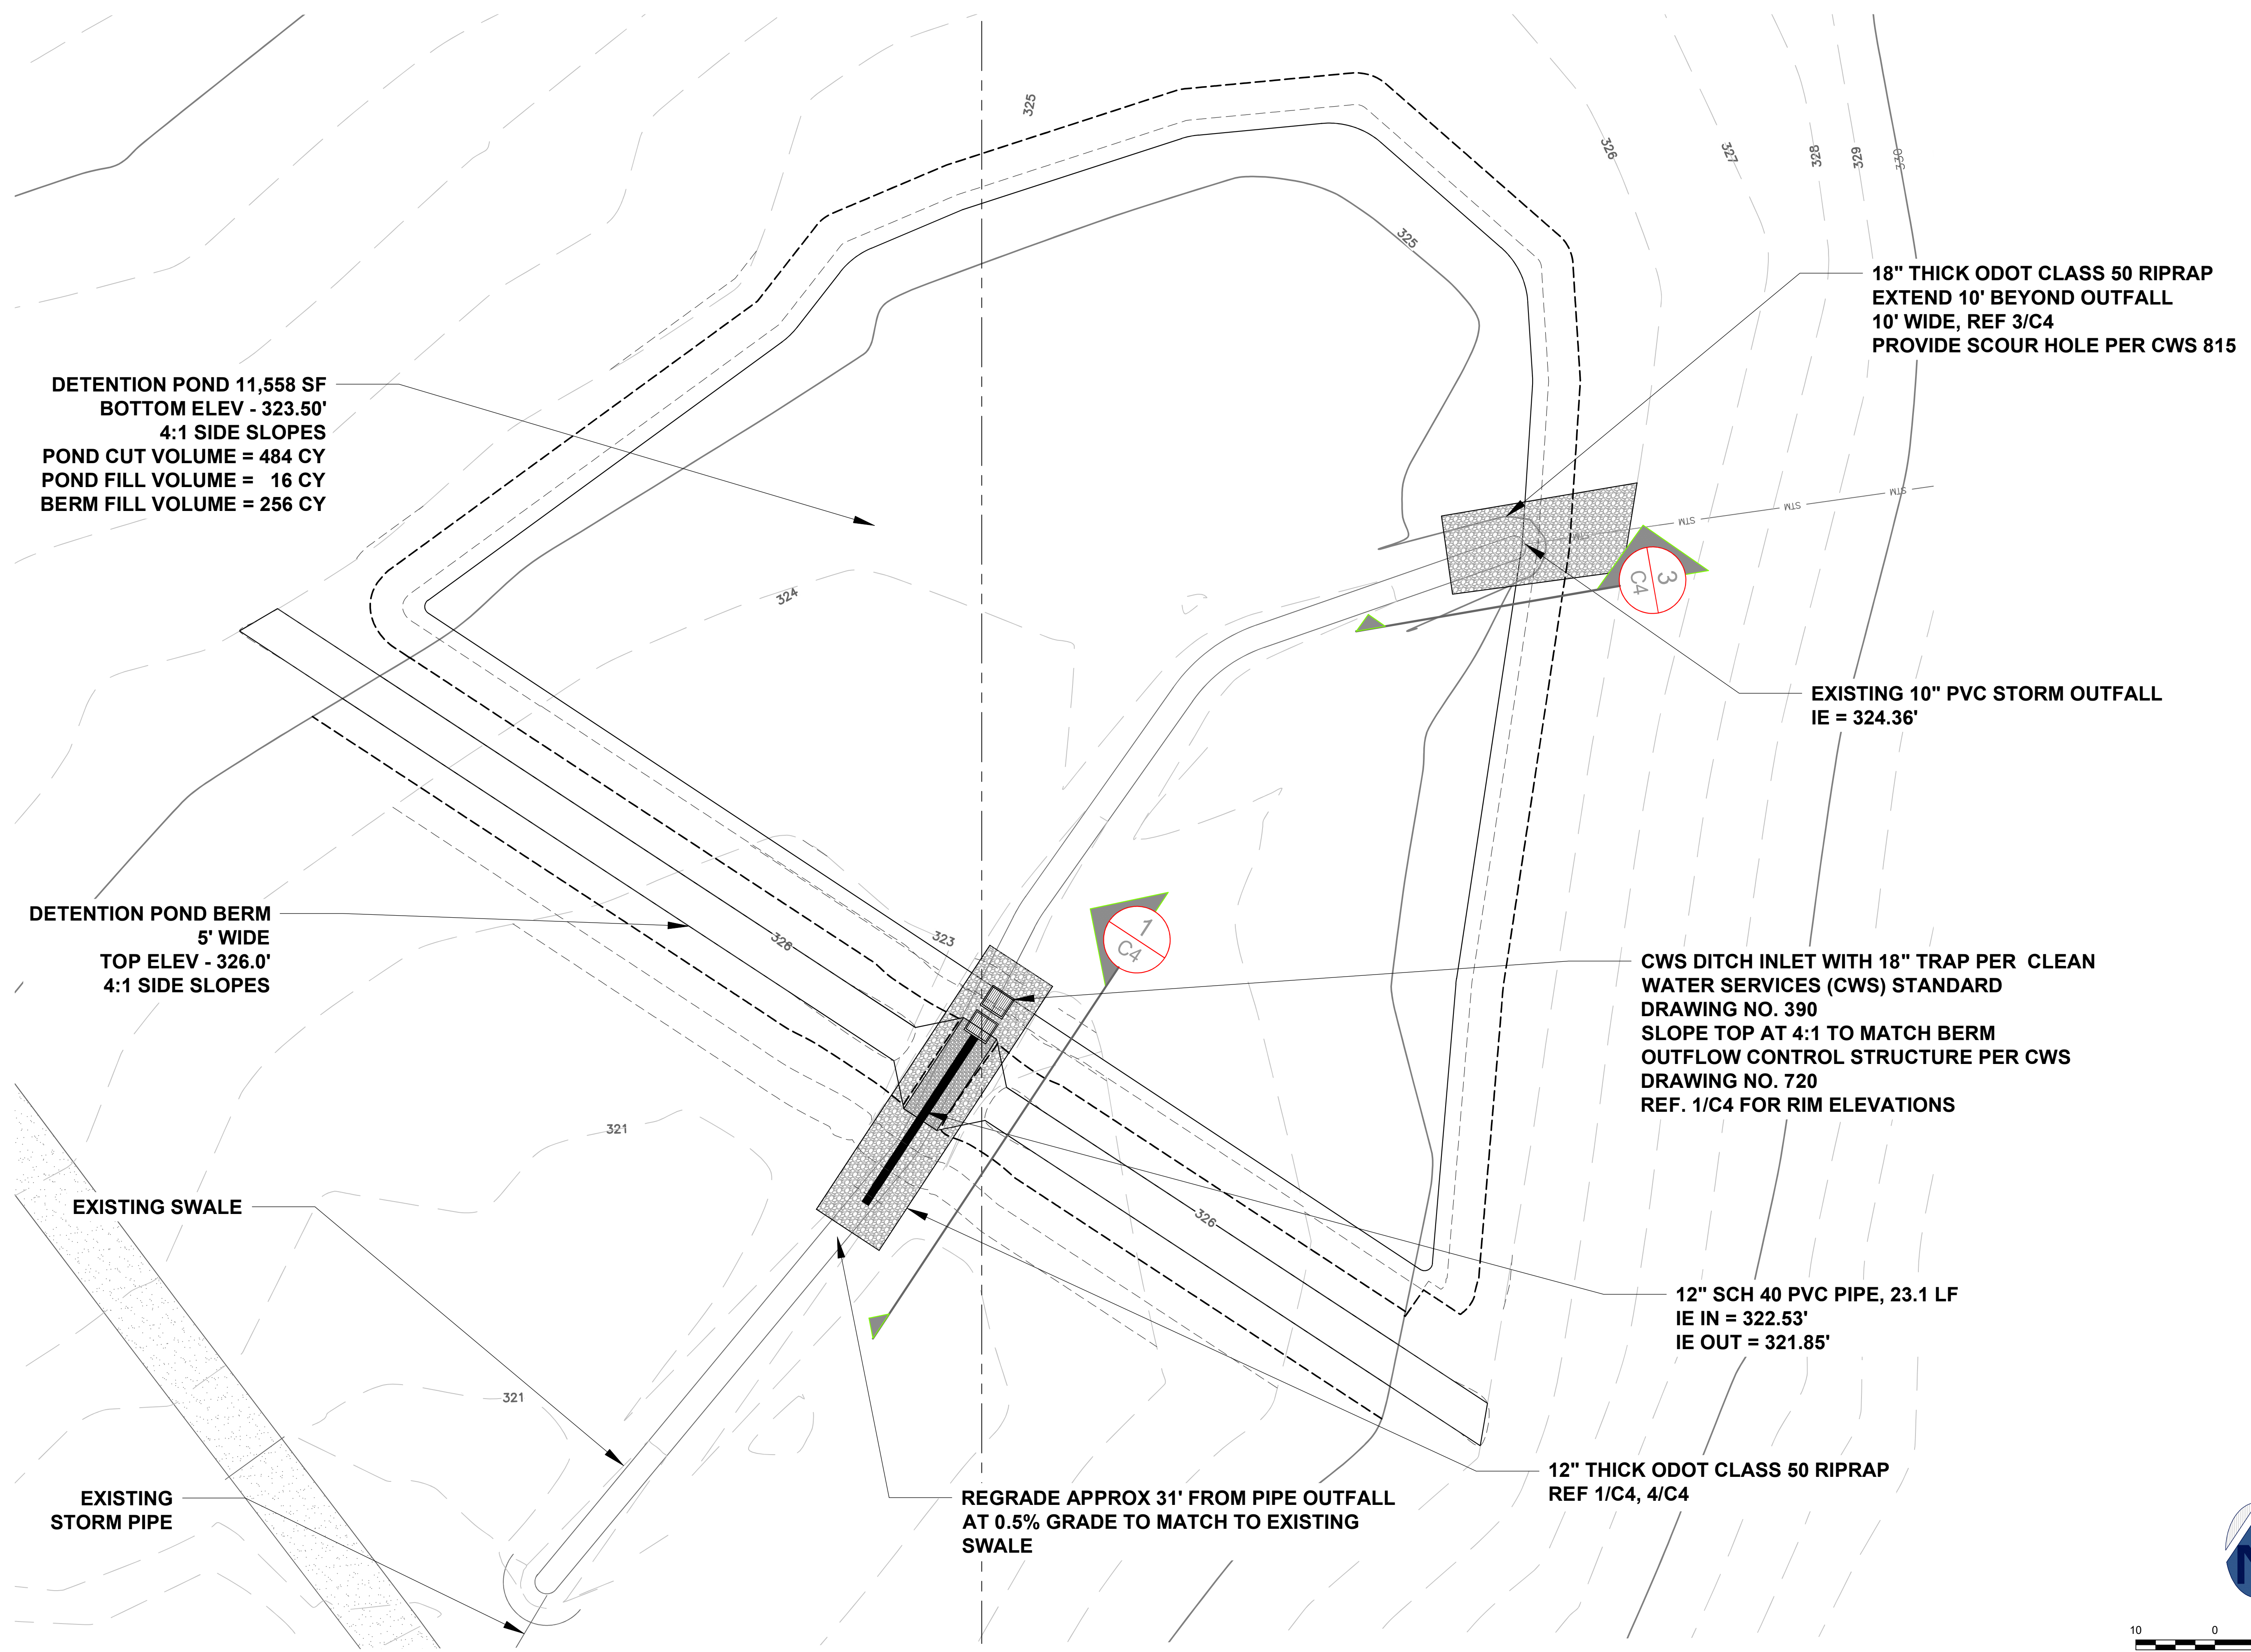 325
326
327
328
329
330
325
18" THICK ODOT CLASS 50 RIPRAP
EXTEND 10' BEYOND OUTFALL
10' WIDE, REF 3/C4
PROVIDE SCOUR HOLE PER CWS 815
DETENTION POND 11,558 SF
BOTTOM ELEV - 323.50'
4:1 SIDE SLOPES
POND CUT VOLUME = 484 CY
POND FILL VOLUME = 16 CY
BERM FILL VOLUME = 256 CY
STM
STM
STM
STM
3
C4
324
EXISTING 10" PVC STORM OUTFALL
IE = 324.36'
DETENTION POND BERM
5' WIDE
TOP ELEV - 326.0'
4:1 SIDE SLOPES
326
323
1
C4
CWS DITCH INLET WITH 18" TRAP PER CLEAN
WATER SERVICES (CWS) STANDARD
DRAWING NO. 390
SLOPE TOP AT 4:1 TO MATCH BERM
OUTFLOW CONTROL STRUCTURE PER CWS
DRAWING NO. 720
REF. 1/C4 FOR RIM ELEVATIONS
321
EXISTING SWALE
326
12" SCH 40 PVC PIPE, 23.1 LF
IE IN = 322.53'
IE OUT = 321.85'
321
12" THICK ODOT CLASS 50 RIPRAP
REF 1/C4, 4/C4
EXISTING
STORM PIPE
REGRADE APPROX 31' FROM PIPE OUTFALL
AT 0.5% GRADE TO MATCH TO EXISTING
SWALE
10
0